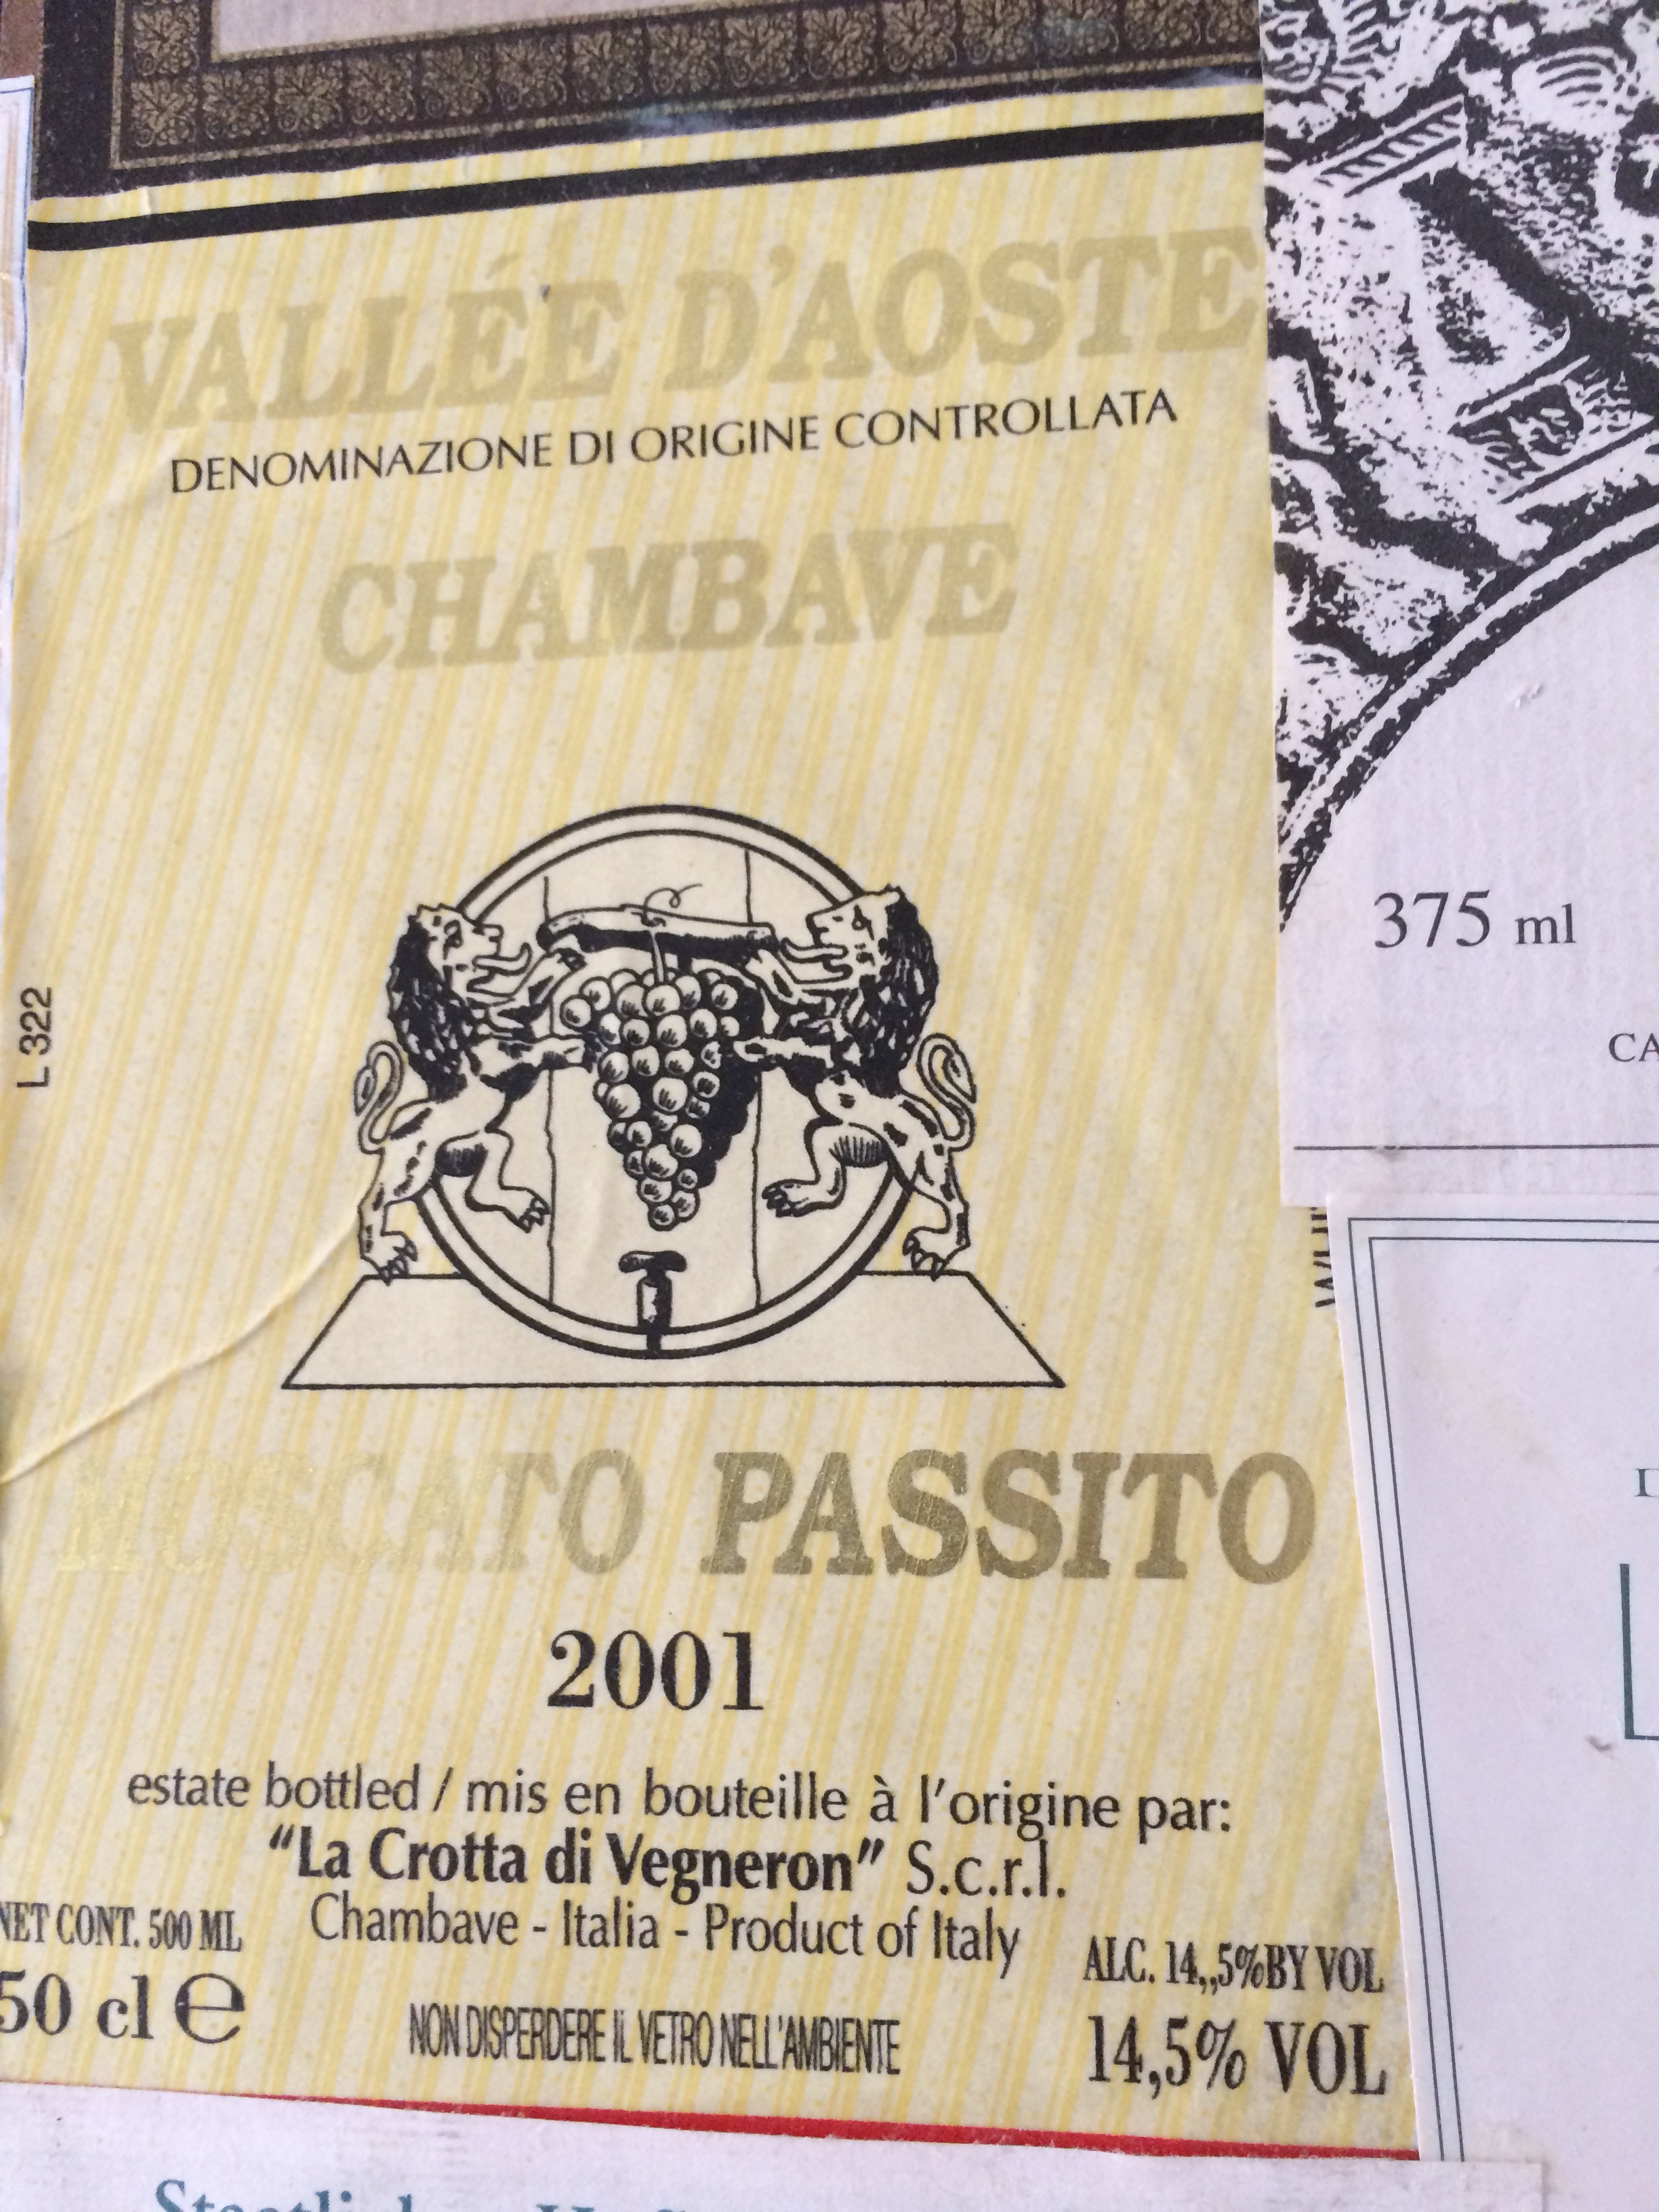 VALLÉE D'AOSTE
DENOMINAZIONE DI ORIGINE CONTROLLATA
CHAMBAVE
L 322
MOSCATO PASSITO
2001
estate bottled / mis en bouteille à l'origine par:
"La Crotta di Vegneron" S.c.r.l.
Chambave - Italia - Product of Italy
NET CONT. 500 ML
50 cl e
NON DISPERDERE IL VETRO NELL'AMBIENTE
ALC. 14,,5%BY VOL
14,5% VOL
375 ml
CA